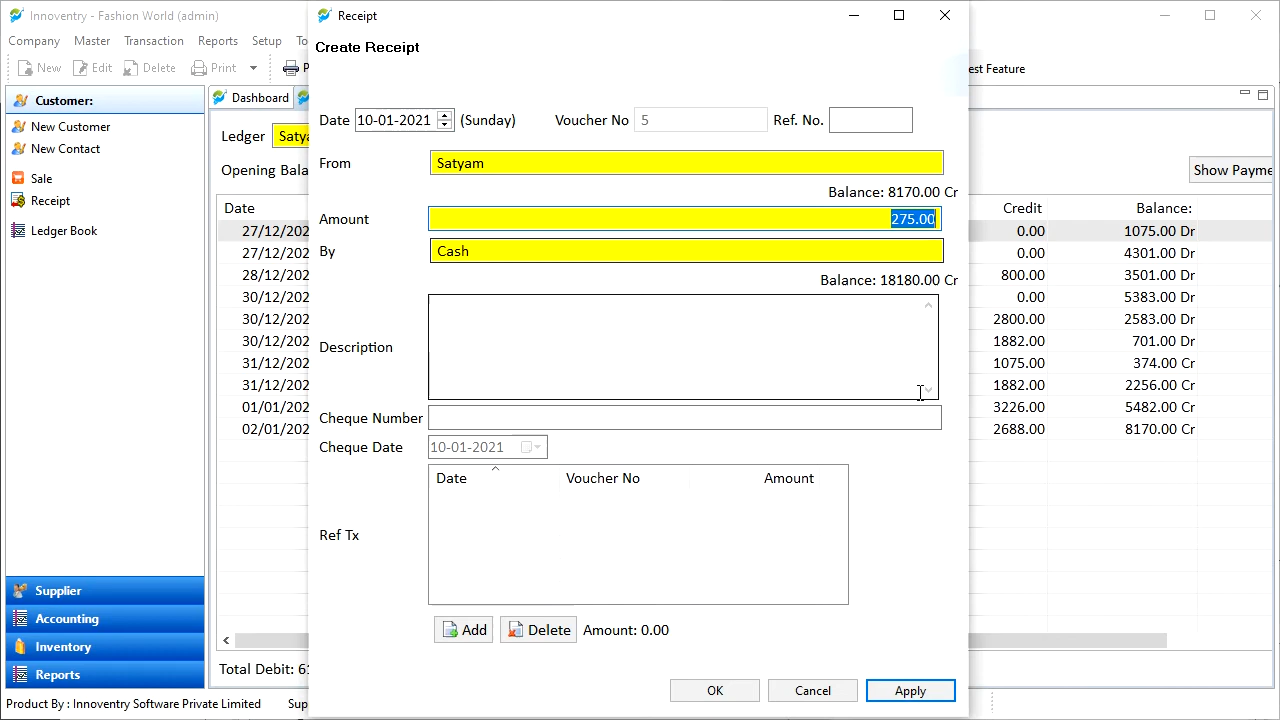 Innoventry - Fashion World (admin)
Receipt
Company Master Transaction Reports Setup
New Edit Delete Print
est Feature
Create Receipt
Customer:
Dashboard
New Customer
New Contact
Sale
Receipt
Ledger Book
Ledger
Opening Bala
Show Payme
Date 10-01-2021 (Sunday) Voucher No 5 Ref. No.
From Satyam
Balance: 8170.00 Cr
Amount 275.00
By Cash
Balance: 18180.00 Cr
Description
Cheque Number
Cheque Date 10-01-2021
Date Voucher No Amount
Ref Tx
Add Delete Amount: 0.00
OK Cancel Apply
Date Credit Balance:
27/12/202 0.00 1075.00 Dr
27/12/202 0.00 4301.00 Dr
28/12/202 800.00 3501.00 Dr
30/12/202 0.00 5383.00 Dr
30/12/202 2800.00 2583.00 Dr
30/12/202 1882.00 701.00 Dr
31/12/202 1075.00 374.00 Cr
31/12/202 1882.00 2256.00 Cr
01/01/202 3226.00 5482.00 Cr
02/01/202 2688.00 8170.00 Cr
Supplier
Accounting
Inventory
Reports
Total Debit: 61
Product By : Innoventry Software Private Limited